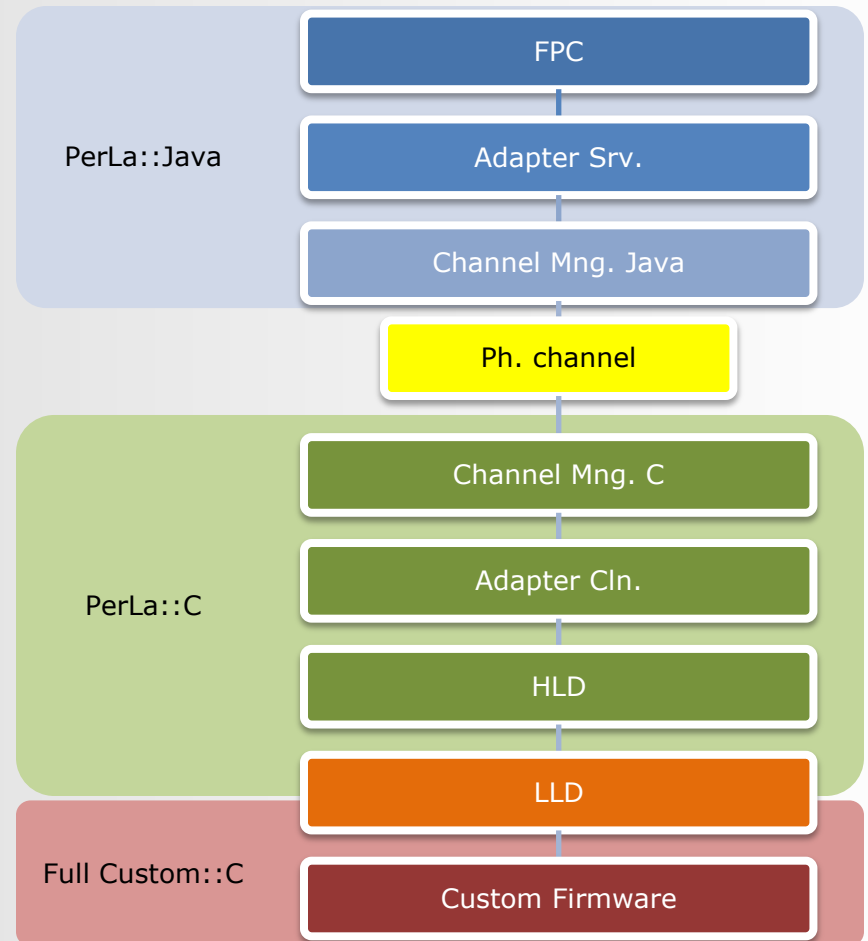 FPC
PerLa::Java
Adapter Srv.
Channel Mng. Java
Ph. channel
Channel Mng. C
Adapter Cln.
PerLa::C
HLD
LLD
Full Custom::C
Custom Firmware